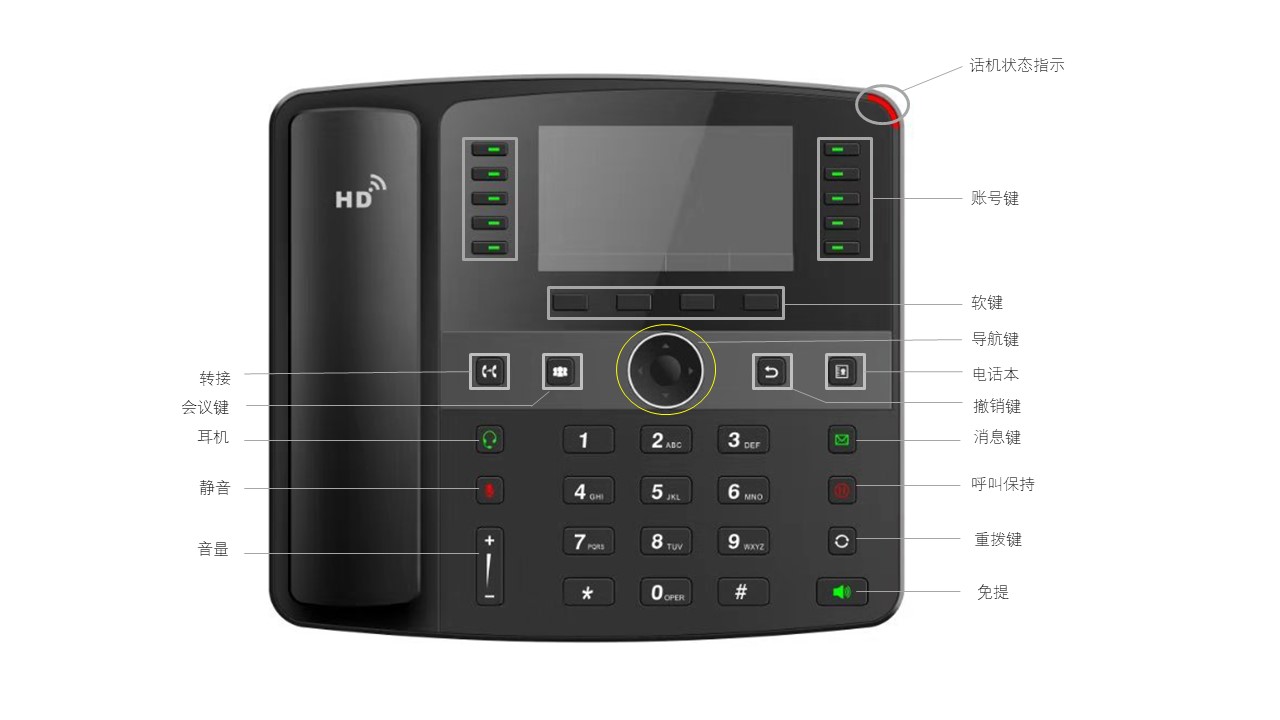 话机状态指示
HD
账号键
软键
导航键
转接
电话本
会议键
撤销键
耳机
1
2 ABC
3 DEF
消息键
静音
4 GHI
5 JKL
6 MNO
呼叫保持
音量
+
-
7 PQRS
8 TUV
9 WXYZ
重拨键
*
0 OPER
#
免提